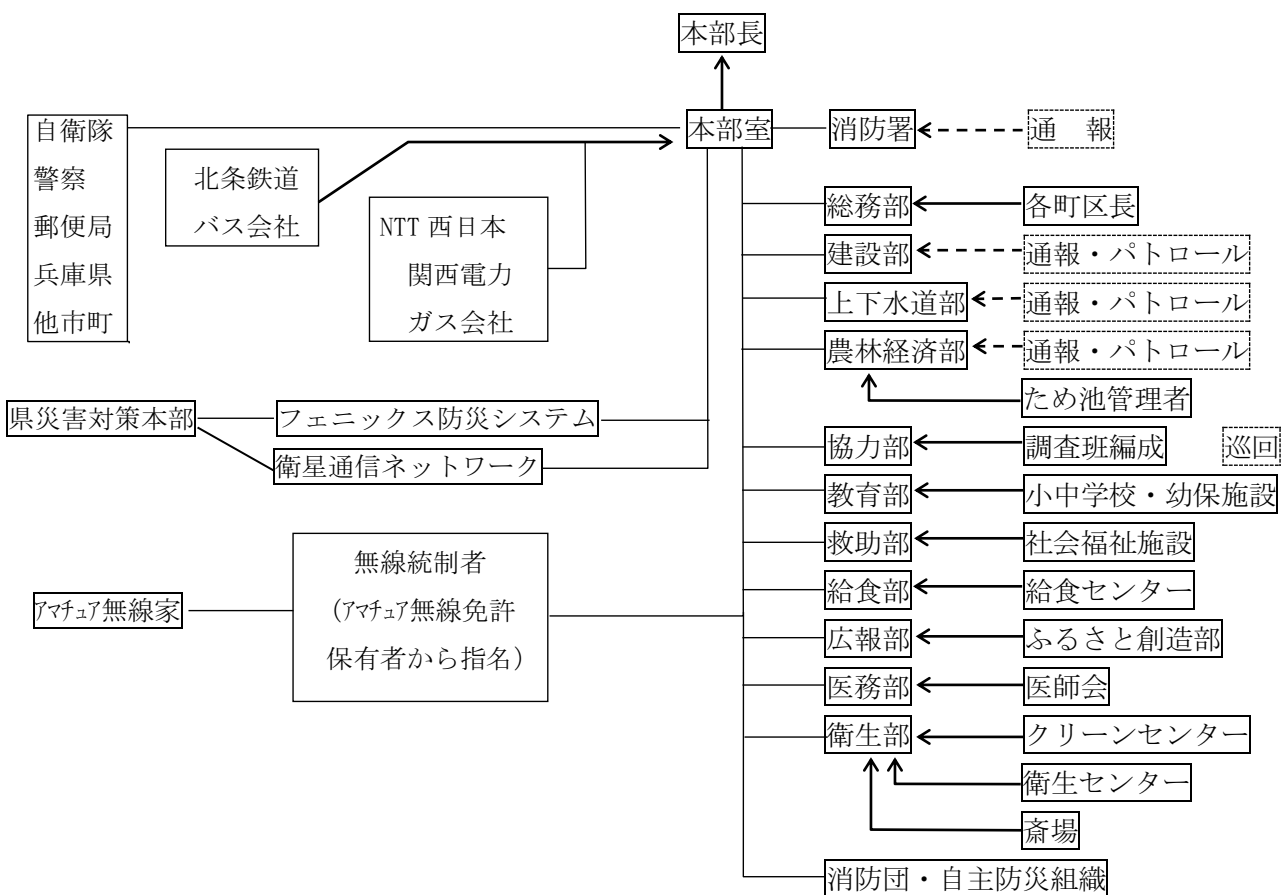 本部長
本部室
消防署
通　報
自衛隊
警察
郵便局
兵庫県
他市町
北条鉄道
バス会社
NTT 西日本
関西電力
ガス会社
総務部
各町区長
建設部
通報・パトロール
上下水道部
通報・パトロール
農林経済部
通報・パトロール
ため池管理者
県災害対策本部
フェニックス防災システム
衛星通信ネットワーク
協力部
調査班編成
巡回
教育部
小中学校・幼保施設
救助部
社会福祉施設
アマチュア無線家
無線統制者
(アマチュア無線免許
保有者から指名)
給食部
給食センター
広報部
ふるさと創造部
医務部
医師会
衛生部
クリーンセンター
衛生センター
斎場
消防団・自主防災組織